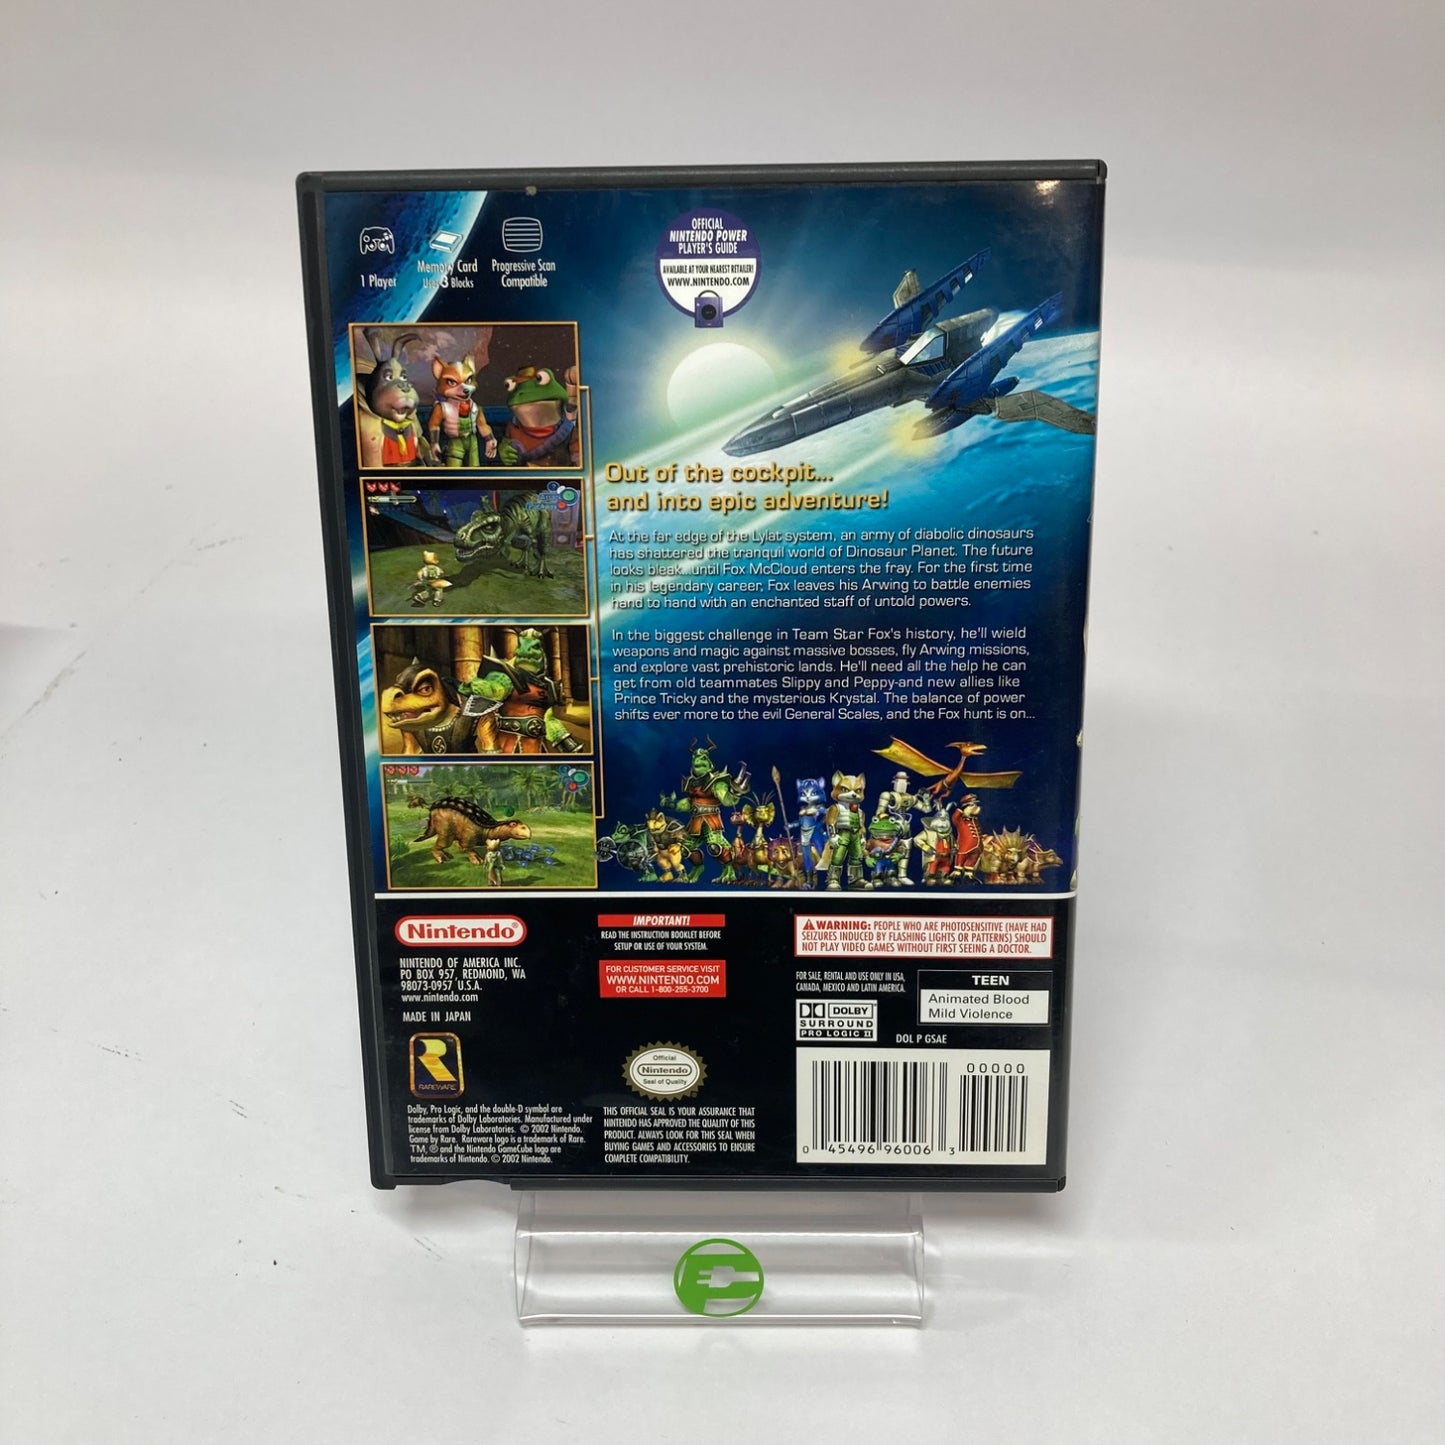 1 Player
Memory Card
Uses 3 Blocks
Progressive Scan
Compatible
OFFICIAL
NINTENDO POWER
PLAYER'S GUIDE
AVAILABLE AT YOUR NEAREST RETAILER!
WWW.NINTENDO.COM
Out of the cockpit...
and into epic adventure!
At the far edge of the Lylat system, an army of diabolic dinosaurs
has shattered the tranquil world of Dinosaur Planet. The future
looks bleak...until Fox McCloud enters the fray. For the first time
in his legendary career, Fox leaves his Arwing to battle enemies
hand to hand with an enchanted staff of untold powers.
In the biggest challenge in Team Star Fox's history, he'll wield
weapons and magic against massive bosses, fly Arwing missions,
and explore vast prehistoric lands. He'll need all the help he can
get from old teammates Slippy and Peppy-and new allies like
Prince Tricky and the mysterious Krystal. The balance of power
shifts ever more to the evil General Scales, and the Fox hunt is on...
Nintendo®
NINTENDO OF AMERICA INC.
PO BOX 957, REDMOND, WA
98073-0957 U.S.A.
www.nintendo.com
MADE IN JAPAN
R
RAREWARE
Dolby, Pro Logic, and the double-D symbol are
trademarks of Dolby Laboratories. Manufactured under
license from Dolby Laboratories. © 2002 Nintendo.
Game by Rare. Rareware logo is a trademark of Rare.
TM, ® and the Nintendo GameCube logo are
trademarks of Nintendo. © 2002 Nintendo.
IMPORTANT!
READ THE INSTRUCTION BOOKLET BEFORE
SETUP OR USE OF YOUR SYSTEM.
FOR CUSTOMER SERVICE VISIT
WWW.NINTENDO.COM
OR CALL 1-800-255-3700
Official
Nintendo
Seal of Quality
THIS OFFICIAL SEAL IS YOUR ASSURANCE THAT
NINTENDO HAS APPROVED THE QUALITY OF THIS
PRODUCT. ALWAYS LOOK FOR THIS SEAL WHEN
BUYING GAMES AND ACCESSORIES TO ENSURE
COMPLETE COMPATIBILITY.
WARNING: PEOPLE WHO ARE PHOTOSENSITIVE (HAVE HAD
SEIZURES INDUCED BY FLASHING LIGHTS OR PATTERNS) SHOULD
NOT PLAY VIDEO GAMES WITHOUT FIRST SEEING A DOCTOR.
FOR SALE, RENTAL AND USE ONLY IN USA,
CANADA, MEXICO AND LATIN AMERICA.
TEEN
Animated Blood
Mild Violence
DOLBY
SURROUND
PRO LOGIC II
DOL P GSAE
00000
0 45496 96006 3